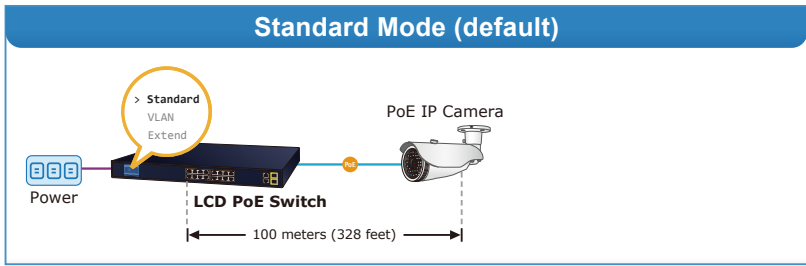 Standard Mode (default)
> Standard
VLAN
Extend
PoE IP Camera
PoE
Power
LCD PoE Switch
100 meters (328 feet)